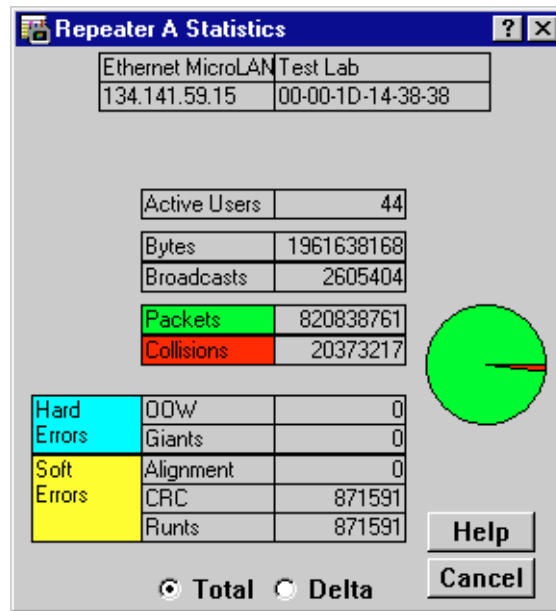 Repeater A Statistics ? ×
Ethernet MicroLAN Test Lab
134.141.59.15 00-00-1D-14-38-38
Active Users 44
Bytes 1961638168
Broadcasts 2605404
Packets 820838761
Collisions 20373217
Hard Errors OOW 0
Giants 0
Soft Errors Alignment 0
CRC 871591
Runts 871591
Help
Total Delta Cancel